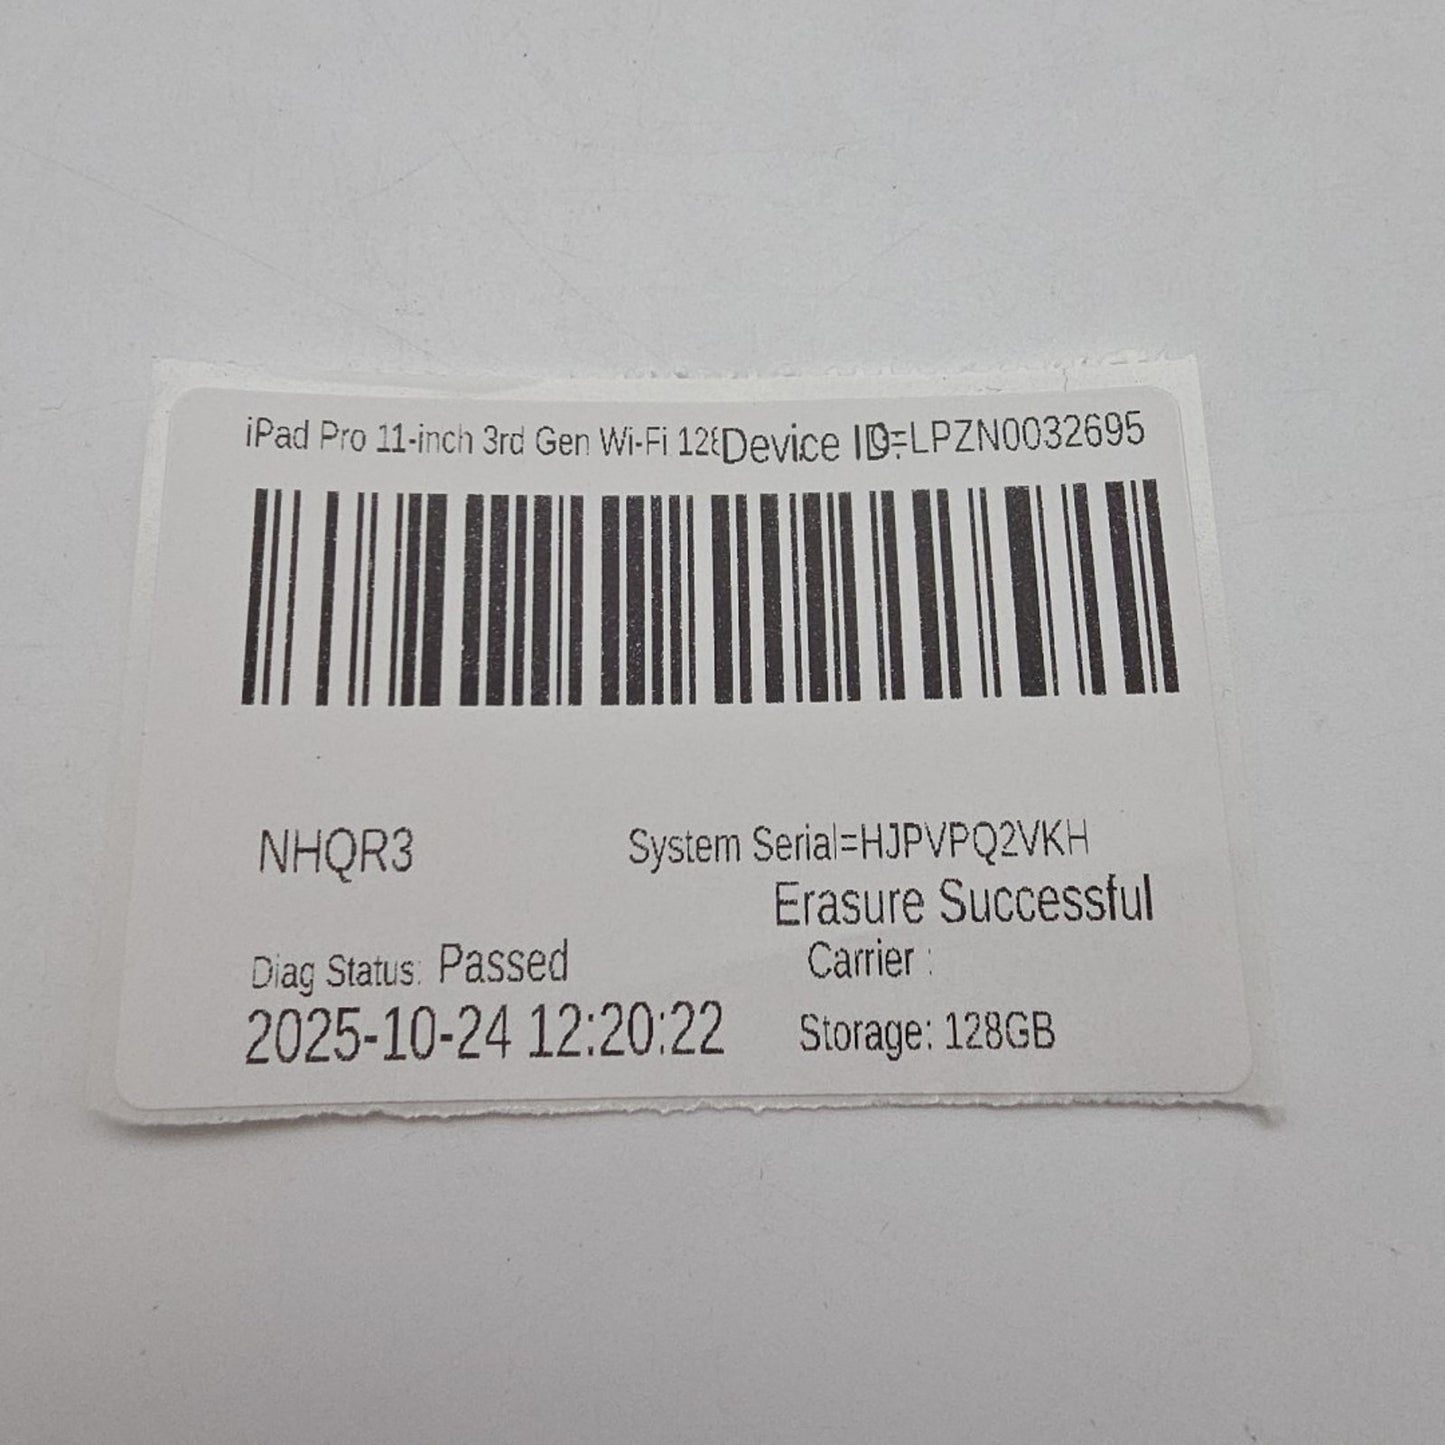 iPad Pro 11-inch 3rd Gen Wi-Fi 128 Device ID=LPZN0032695
NHQR3 System Serial=HJPVPQ2VKH
Erasure Successful
Diag Status: Passed Carrier :
2025-10-24 12:20:22 Storage: 128GB